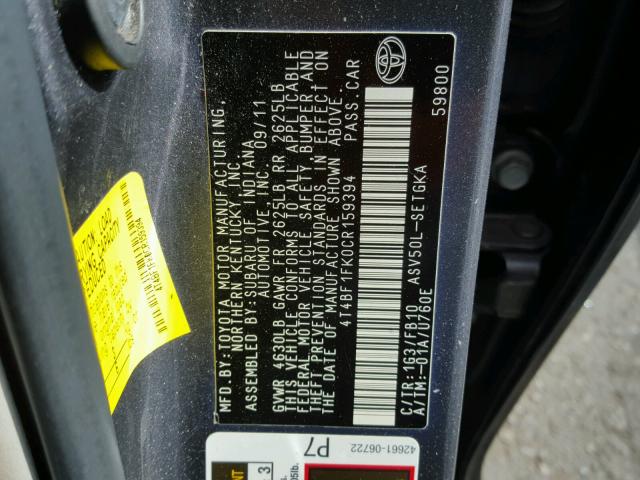 MFD.BY:TOYOTA MOTOR MANUFACTURING,
NORTHERN KENTUCKY, INC.
ASSEMBLED BY:SUBARU OF INDIANA
AUTOMOTIVE INC. 09/11
GVWR 4630LB GAWR FR 2625LB RR 2625LB
THIS VEHICLE CONFORMS TO ALL APPLICABLE
FEDERAL MOTOR VEHICLE SAFETY, BUMPER AND
THEFT PREVENTION STANDARDS IN EFFECT ON
THE DATE OF MANUFACTURE SHOWN ABOVE.
4T4BF1FK0CR159394 PASS.CAR
C/TR:1G3/FB10 ASV50L-SETGKA
A/TM:-01A/U760E
59800
TOYOTA
P7
42661-06722